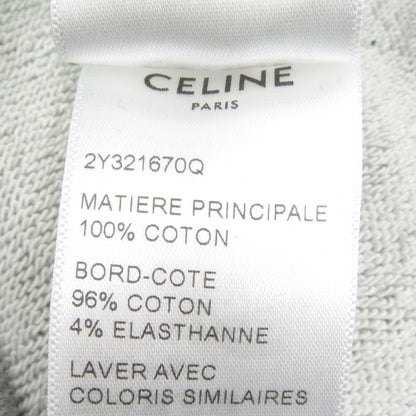 CELINE
PARIS
2Y321670Q
MATIERE PRINCIPALE
100% COTON
BORD-COTE
96% COTON
4% ELASTHANNE
LAVER AVEC
COLORIS SIMILAIRES